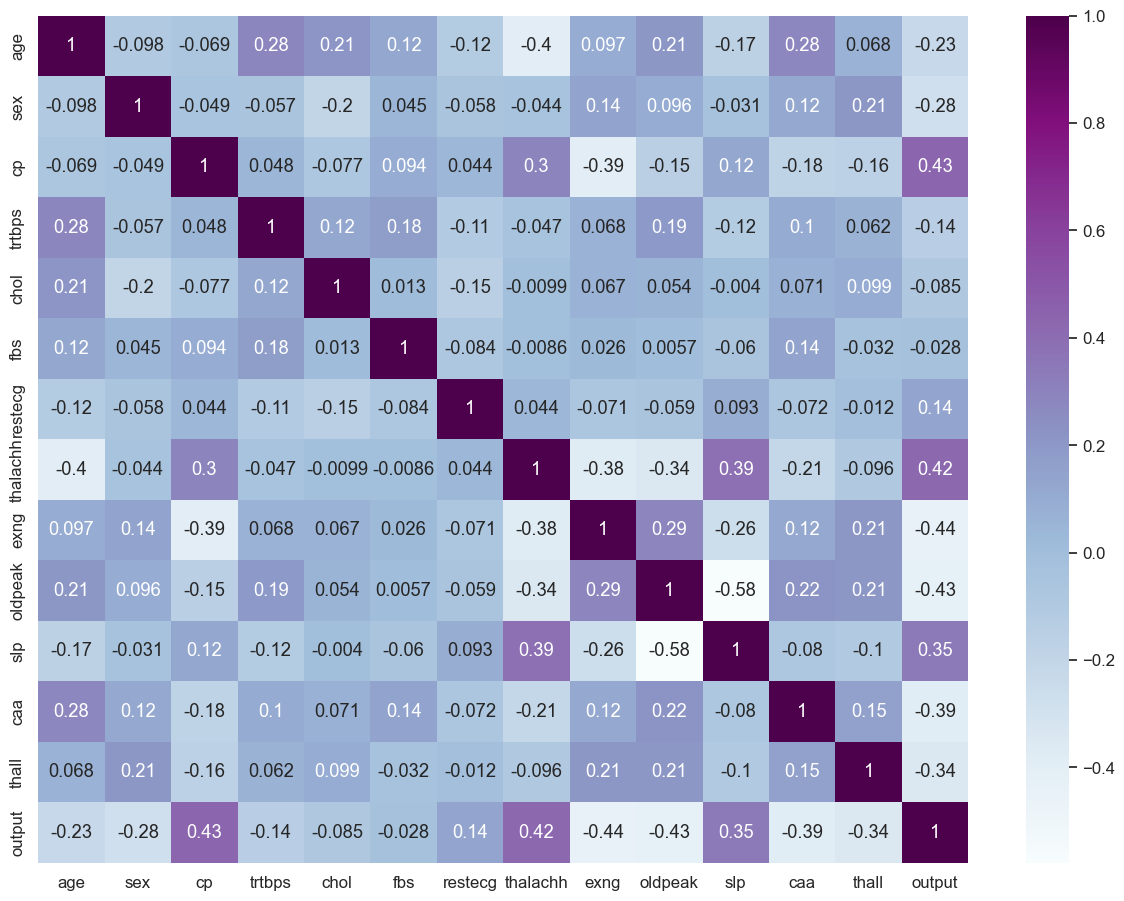 age 1 -0.098 -0.069 0.28 0.21 0.12 -0.12 -0.4 0.097 0.21 -0.17 0.28 0.068 -0.23
sex -0.098 1 -0.049 -0.057 -0.2 0.045 -0.058 -0.044 0.14 0.096 -0.031 0.12 0.21 -0.28
cp -0.069 -0.049 1 0.048 -0.077 0.094 0.044 0.3 -0.39 -0.15 0.12 -0.18 -0.16 0.43
trtbps 0.28 -0.057 0.048 1 0.12 0.18 -0.11 -0.047 0.068 0.19 -0.12 0.1 0.062 -0.14
chol 0.21 -0.2 -0.077 0.12 1 0.013 -0.15 -0.0099 0.067 0.054 -0.004 0.071 0.099 -0.085
fbs 0.12 0.045 0.094 0.18 0.013 1 -0.084 -0.0086 0.026 0.0057 -0.06 0.14 -0.032 -0.028
restecg -0.12 -0.058 0.044 -0.11 -0.15 -0.084 1 0.044 -0.071 -0.059 0.093 -0.072 -0.012 0.14
thalachh -0.4 -0.044 0.3 -0.047 -0.0099 -0.0086 0.044 1 -0.38 -0.34 0.39 -0.21 -0.096 0.42
exng 0.097 0.14 -0.39 0.068 0.067 0.026 -0.071 -0.38 1 0.29 -0.26 0.12 0.21 -0.44
oldpeak 0.21 0.096 -0.15 0.19 0.054 0.0057 -0.059 -0.34 0.29 1 -0.58 0.22 0.21 -0.43
slp -0.17 -0.031 0.12 -0.12 -0.004 -0.06 0.093 0.39 -0.26 -0.58 1 -0.08 -0.1 0.35
caa 0.28 0.12 -0.18 0.1 0.071 0.14 -0.072 -0.21 0.12 0.22 -0.08 1 0.15 -0.39
thall 0.068 0.21 -0.16 0.062 0.099 -0.032 -0.012 -0.096 0.21 0.21 -0.1 0.15 1 -0.34
output -0.23 -0.28 0.43 -0.14 -0.085 -0.028 0.14 0.42 -0.44 -0.43 0.35 -0.39 -0.34 1
age sex cp trtbps chol fbs restecg thalachh exng oldpeak slp caa thall output
1.0
0.8
0.6
0.4
0.2
0.0
−0.2
−0.4